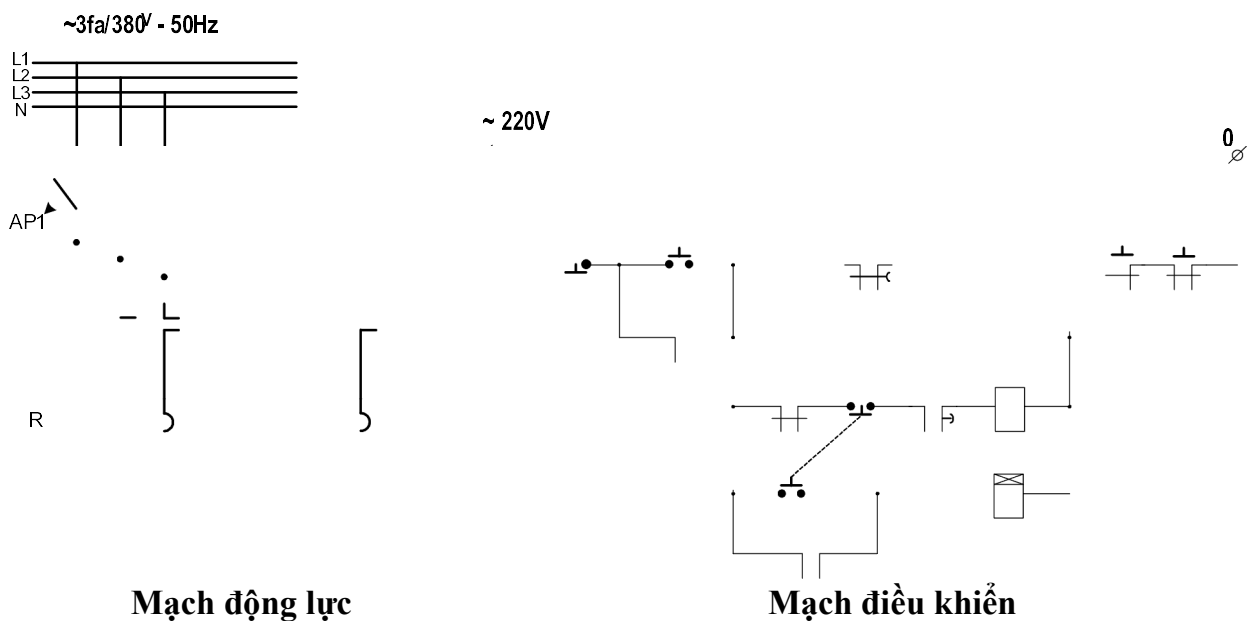 ~3fa/380V - 50Hz
L1
L2
L3
N
~ 220V
0
AP1
R
Mạch động lực
Mạch điều khiển